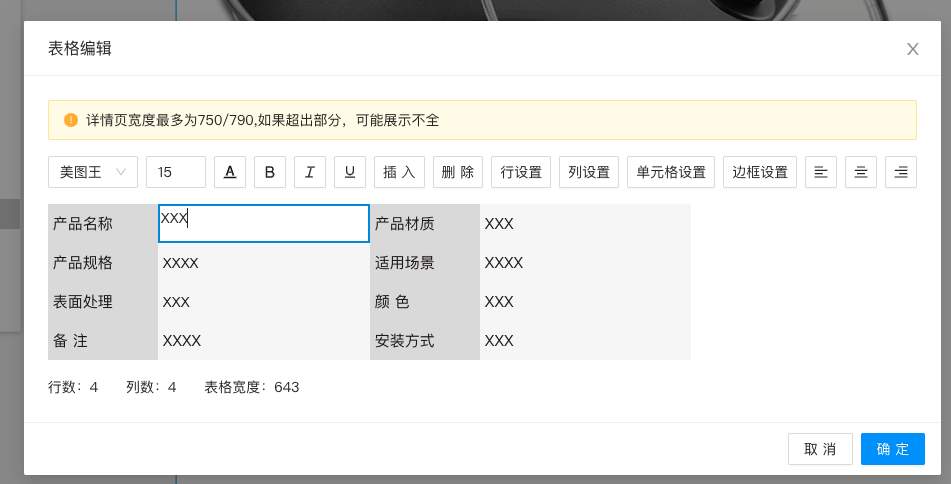 表格编辑
详情页宽度最多为750/790,如果超出部分，可能展示不全
美图王 15 A B I U 插入 删除 行设置 列设置 单元格设置 边框设置
产品名称 XXX 产品材质 XXX
产品规格 XXXX 适用场景 XXXX
表面处理 XXX 颜 色 XXX
备 注 XXXX 安装方式 XXX
行数：4 列数：4 表格宽度：643
取 消 确 定